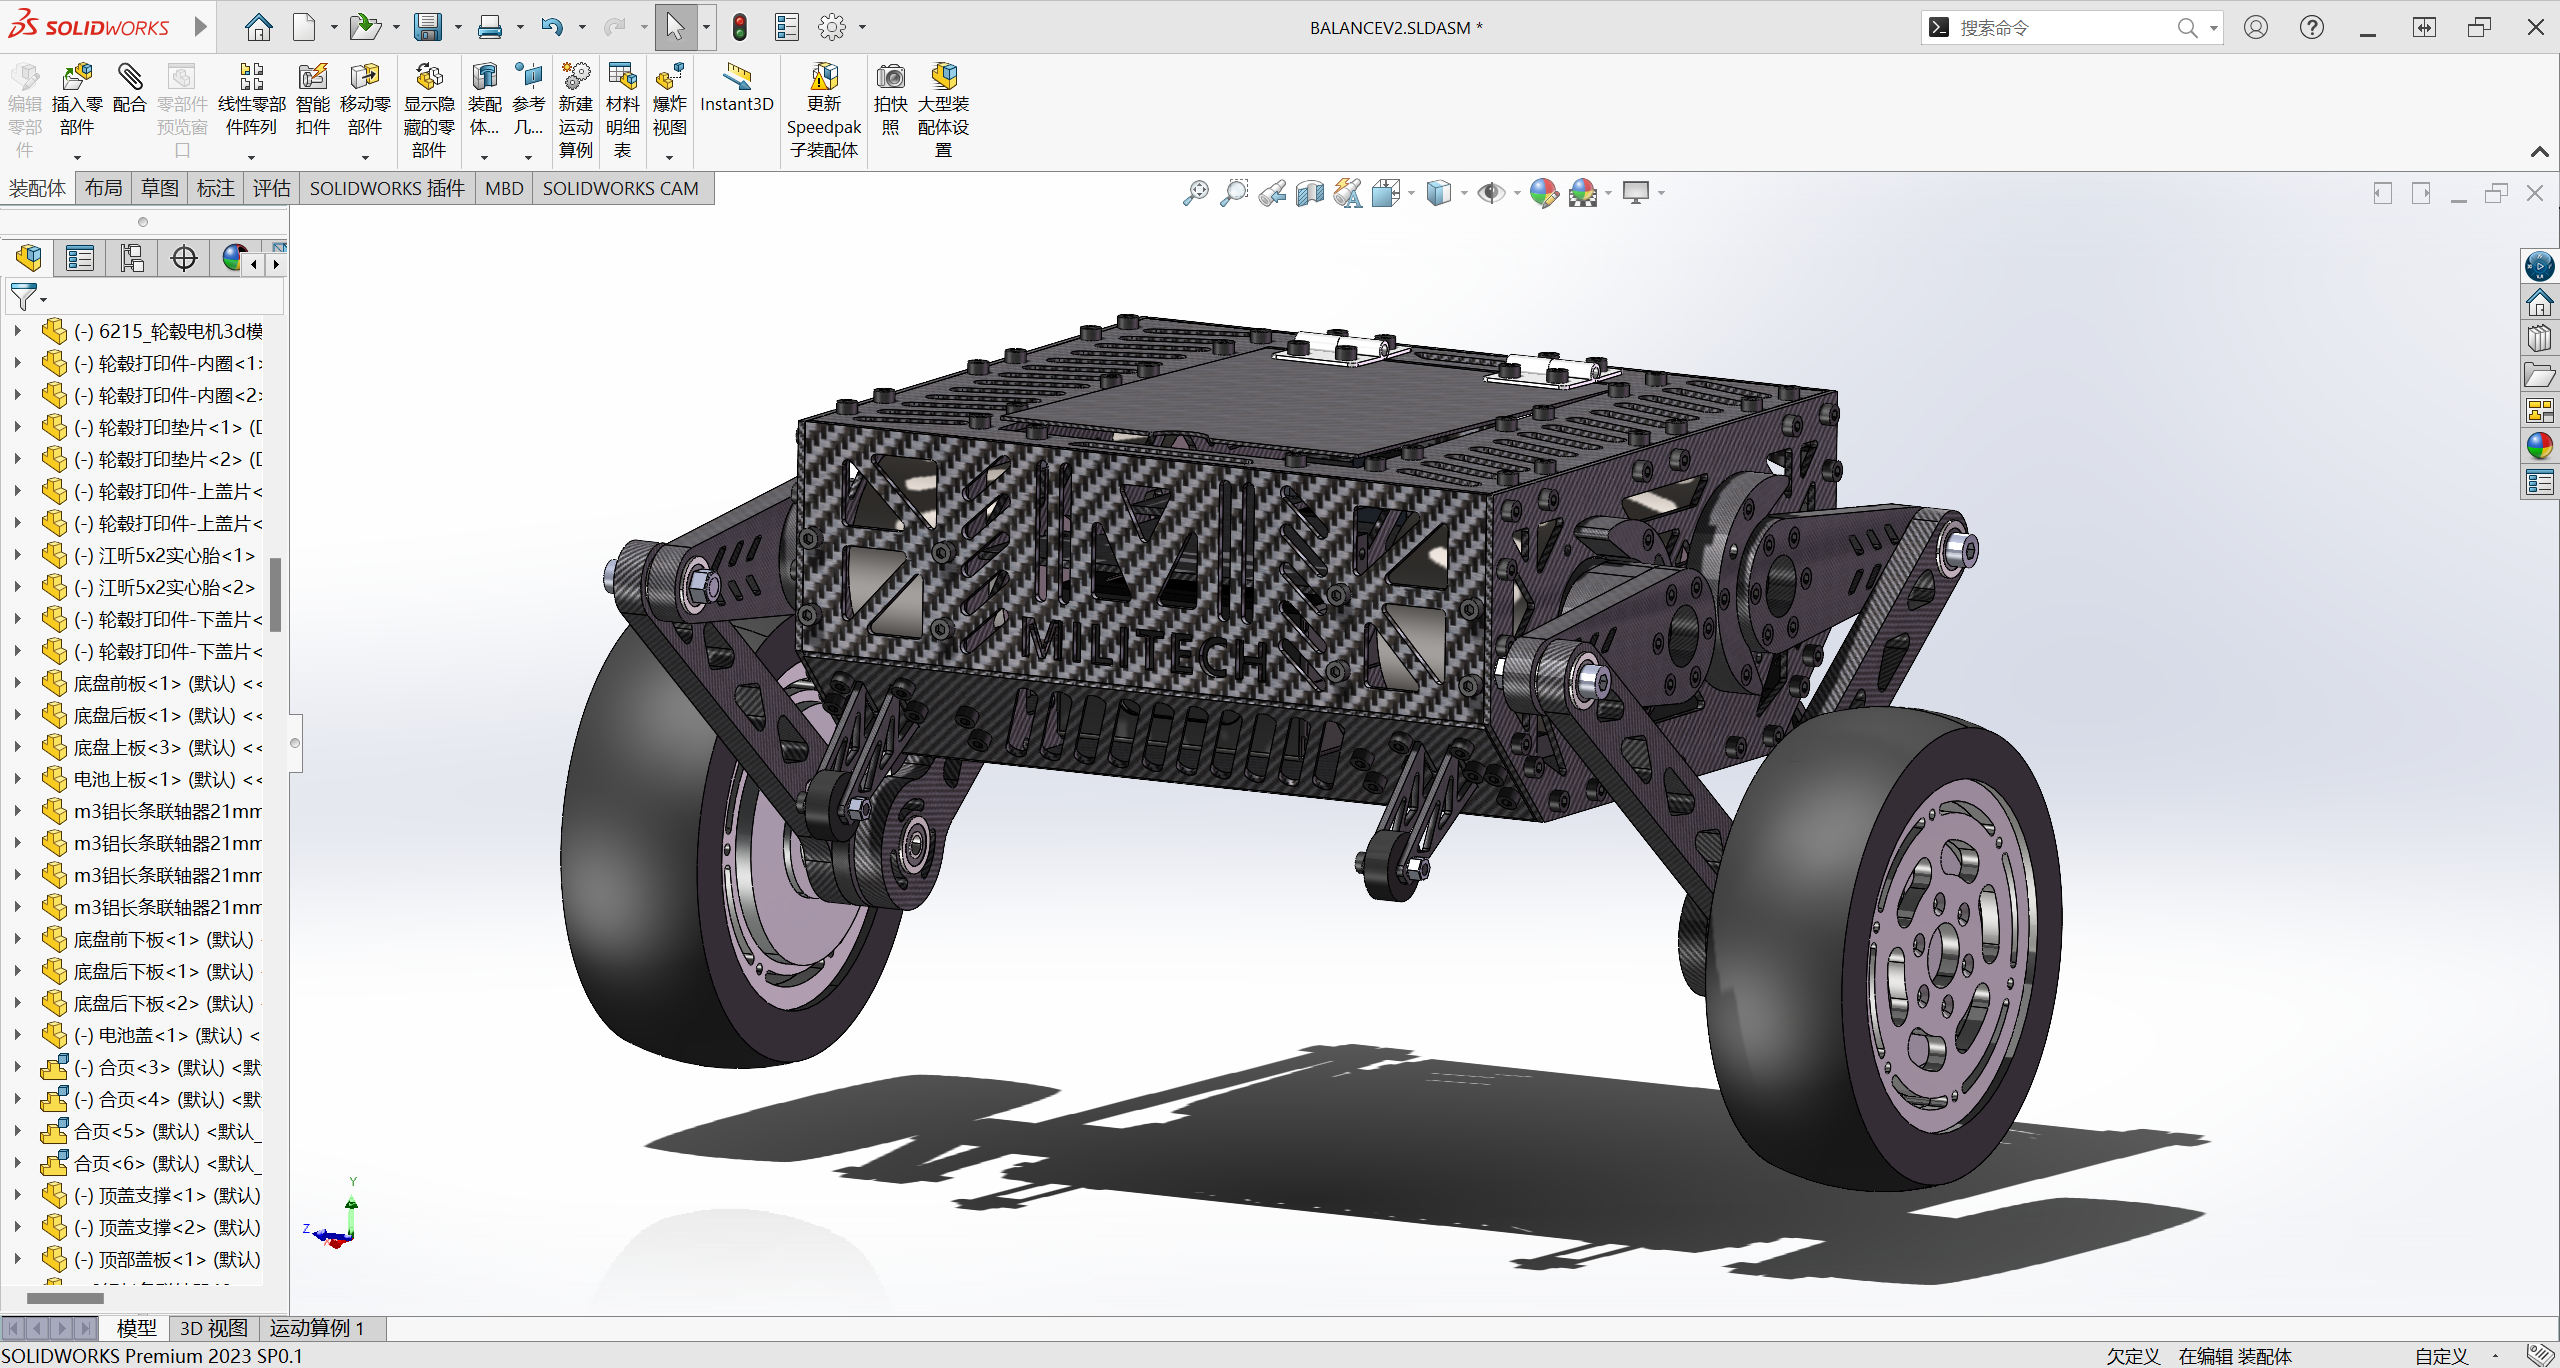 SOLIDWORKS
BALANCEV2.SLDASM *
搜索命令
编辑零部件
插入零部件
配合
零部件预览窗口
线性零部件阵列
智能扣件
移动零部件
显示隐藏的零部件
装配体...
参考几...
新建运动算例
材料明细表
爆炸视图
Instant3D
更新Speedpak子装配体
拍快照
大型装配体设置
装配体
布局
草图
标注
评估
SOLIDWORKS 插件
MBD
SOLIDWORKS CAM
(-) 6215_轮毂电机3d模
(-) 轮毂打印件-内圈<1>
(-) 轮毂打印件-内圈<2>
(-) 轮毂打印垫片<1> (D
(-) 轮毂打印垫片<2> (D
(-) 轮毂打印件-上盖片<
(-) 轮毂打印件-上盖片<
(-) 江昕5x2实心胎<1>
(-) 江昕5x2实心胎<2>
(-) 轮毂打印件-下盖片<
(-) 轮毂打印件-下盖片<
底盘前板<1> (默认) <<
底盘后板<1> (默认) <<
底盘上板<3> (默认) <<
电池上板<1> (默认) <<
m3铝长条联轴器21mm
m3铝长条联轴器21mm
m3铝长条联轴器21mm
m3铝长条联轴器21mm
底盘前下板<1> (默认)
底盘后下板<1> (默认)
底盘后下板<2> (默认)
(-) 电池盖<1> (默认) <
(-) 合页<3> (默认) <默
(-) 合页<4> (默认) <默
合页<5> (默认) <默认_
合页<6> (默认) <默认_
(-) 顶盖支撑<1> (默认)
(-) 顶盖支撑<2> (默认)
(-) 顶部盖板<1> (默认)
MILITECH
Y
Z
模型
3D 视图
运动算例 1
SOLIDWORKS Premium 2023 SP0.1
欠定义
在编辑 装配体
自定义